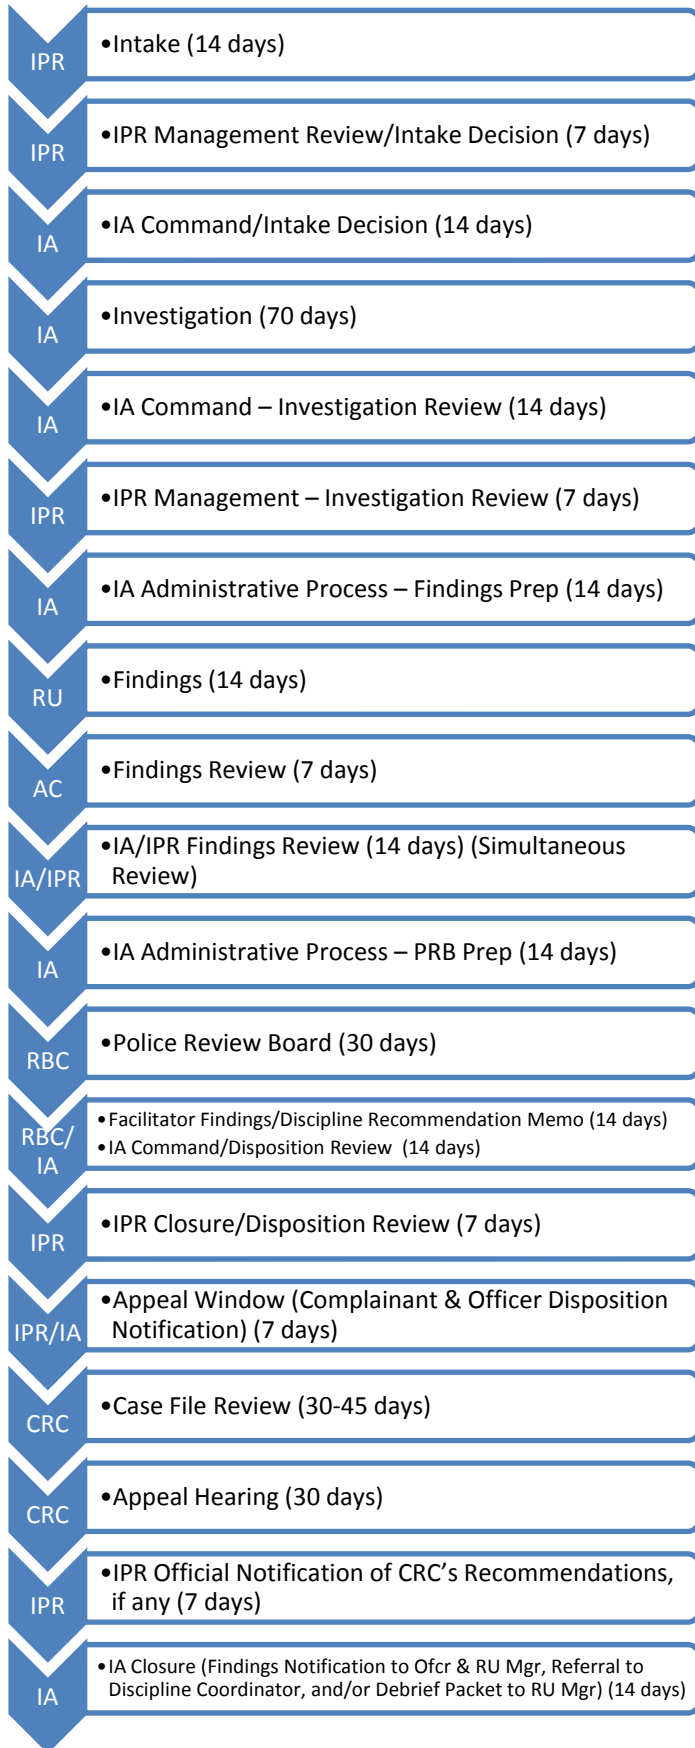 IPR
•Intake (14 days)
IPR
•IPR Management Review/Intake Decision (7 days)
IA
•IA Command/Intake Decision (14 days)
IA
•Investigation (70 days)
IA
•IA Command – Investigation Review (14 days)
IPR
•IPR Management – Investigation Review (7 days)
IA
•IA Administrative Process – Findings Prep (14 days)
RU
•Findings (14 days)
AC
•Findings Review (7 days)
IA/IPR
•IA/IPR Findings Review (14 days) (Simultaneous
Review)
IA
•IA Administrative Process – PRB Prep (14 days)
RBC
•Police Review Board (30 days)
RBC/
IA
•Facilitator Findings/Discipline Recommendation Memo (14 days)
•IA Command/Disposition Review (14 days)
IPR
•IPR Closure/Disposition Review (7 days)
IPR/IA
•Appeal Window (Complainant & Officer Disposition
Notification) (7 days)
CRC
•Case File Review (30-45 days)
CRC
•Appeal Hearing (30 days)
IPR
•IPR Official Notification of CRC’s Recommendations,
if any (7 days)
IA
•IA Closure (Findings Notification to Ofcr & RU Mgr, Referral to
Discipline Coordinator, and/or Debrief Packet to RU Mgr) (14 days)